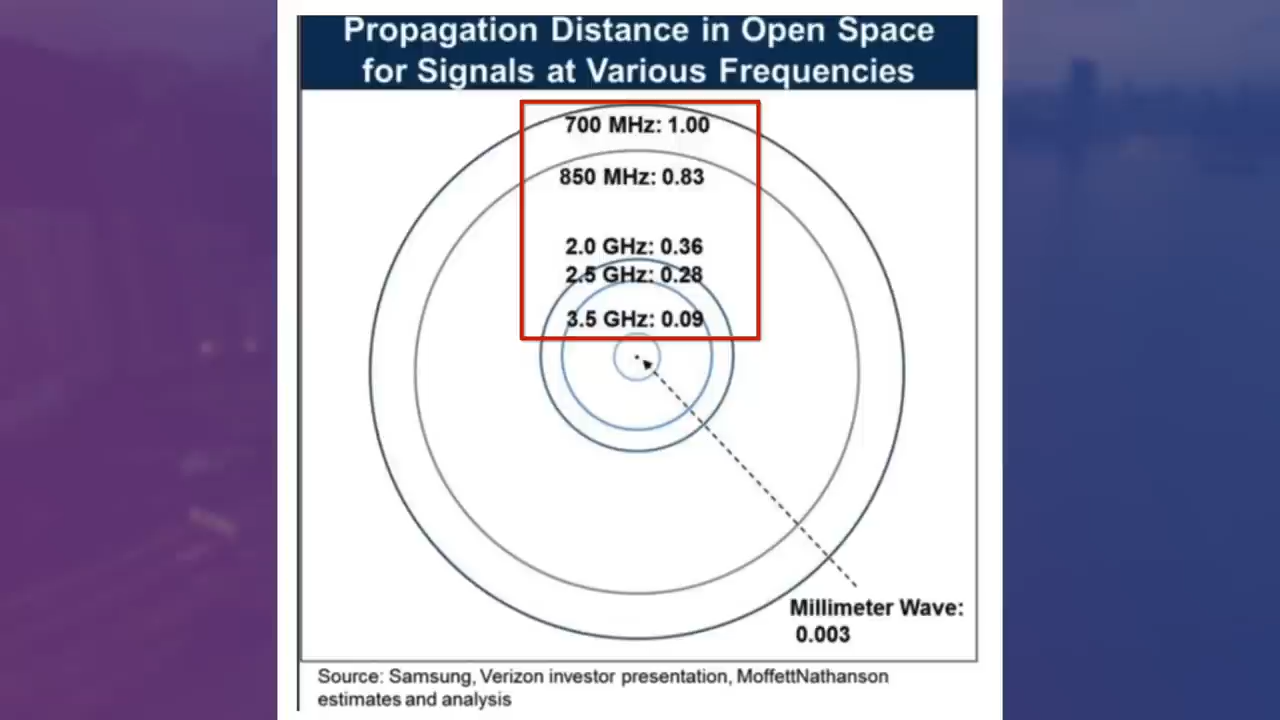 Propagation Distance in Open Space
for Signals at Various Frequencies
700 MHz: 1.00
850 MHz: 0.83
2.0 GHz: 0.36
2.5 GHz: 0.28
3.5 GHz: 0.09
Millimeter Wave:
0.003
Source: Samsung, Verizon investor presentation, MoffettNathanson
estimates and analysis